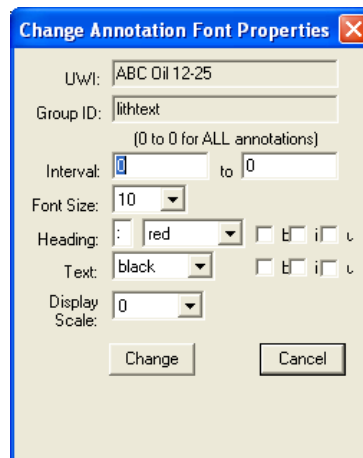 Change Annotation Font Properties
UWI: ABC Oil 12-25
Group ID: lithtext
(0 to 0 for ALL annotations)
Interval: 0 to 0
Font Size: 10
Heading: : red i
Text: black i
Display
Scale: 0
Change Cancel